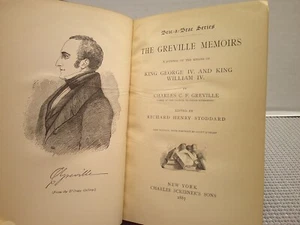 C. Greville.
Bric-a-Brac Series
THE GREVILLE MEMOIRS
A JOURNAL OF THE REIGNS OF
KING GEORGE IV. AND KING
WILLIAM IV.
BY
CHARLES C. F. GREVILLE
EDITED BY
RICHARD HENRY STODDARD
NEW YORK
CHARLES SCRIBNER'S SONS